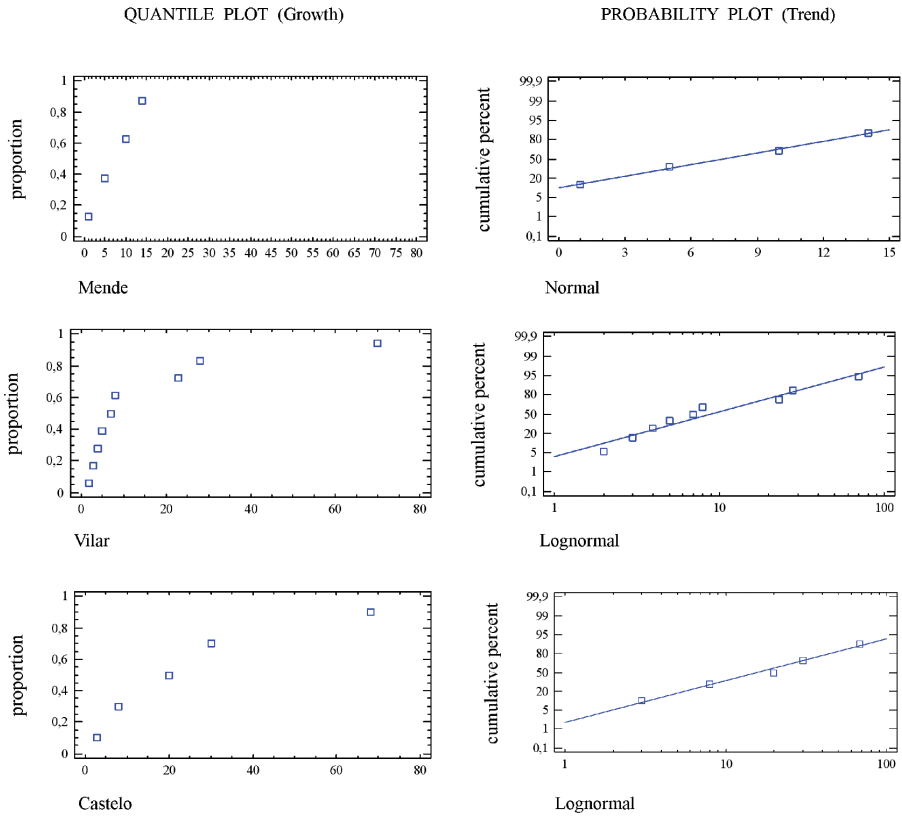 QUANTILE PLOT (Growth)
PROBABILITY PLOT (Trend)
proportion
1
0,8
0,6
0,4
0,2
0
0 5 10 15 20 25 30 35 40 45 50 55 60 65 70 75 80
Mende
cumulative percent
99,9
99
95
80
50
20
5
1
0,1
0 3 6 9 12 15
Normal
proportion
1
0,8
0,6
0,4
0,2
0
0 20 40 60 80
Vilar
cumulative percent
99,9
99
95
80
50
20
5
1
0,1
1 10 100
Lognormal
proportion
1
0,8
0,6
0,4
0,2
0
0 20 40 60 80
Castelo
cumulative percent
99,9
99
95
80
50
20
5
1
0,1
1 10 100
Lognormal